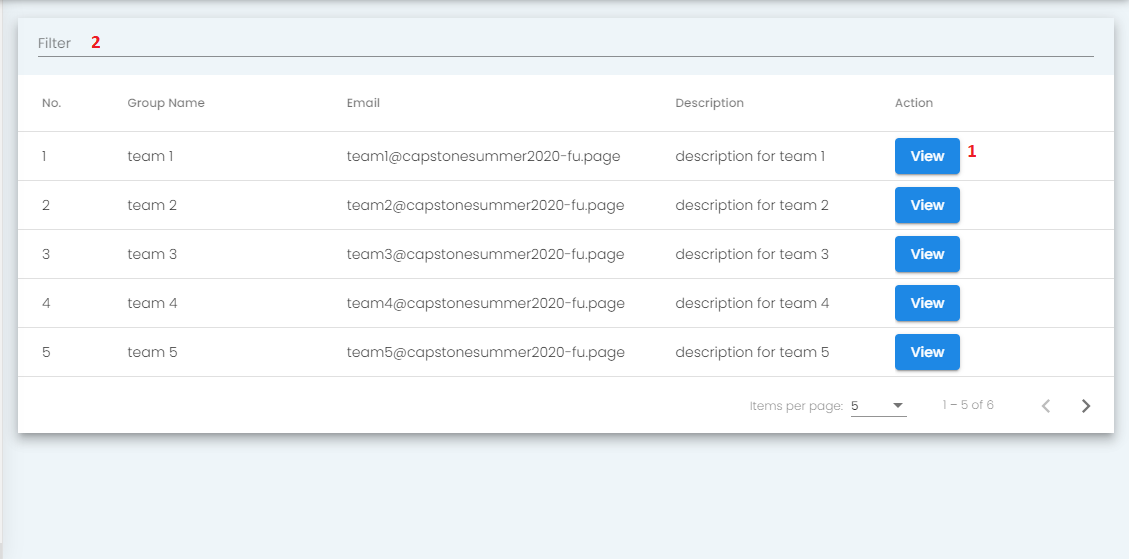 Filter 2
No. Group Name Email Description Action
1 team 1 team1@capstonesummer2020-fu.page description for team 1 View 1
2 team 2 team2@capstonesummer2020-fu.page description for team 2 View
3 team 3 team3@capstonesummer2020-fu.page description for team 3 View
4 team 4 team4@capstonesummer2020-fu.page description for team 4 View
5 team 5 team5@capstonesummer2020-fu.page description for team 5 View
Items per page: 5 1 – 5 of 6